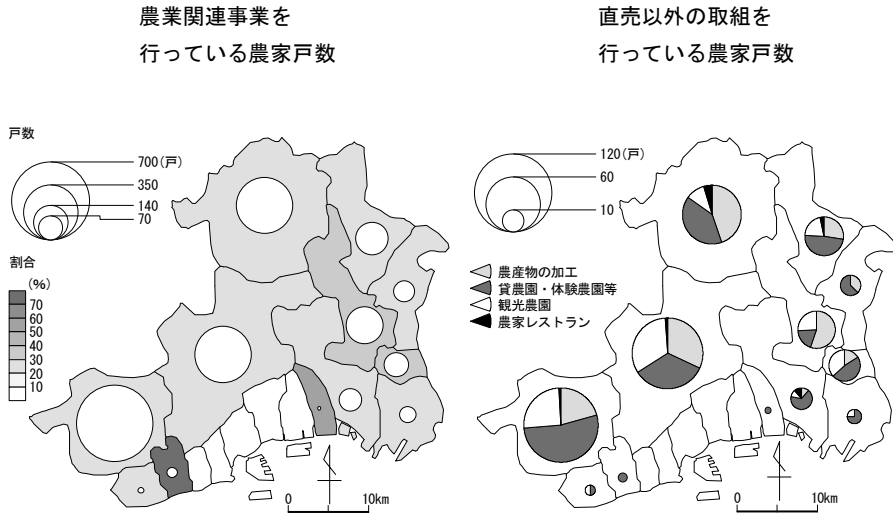 農業関連事業を
行っている農家戸数
直売以外の取組を
行っている農家戸数
戸数
700(戸)
350
140
70
割合
(%)
70
60
50
40
30
20
10
0
10km
120(戸)
60
10
農産物の加工
貸農園・体験農園等
観光農園
農家レストラン
0
10km